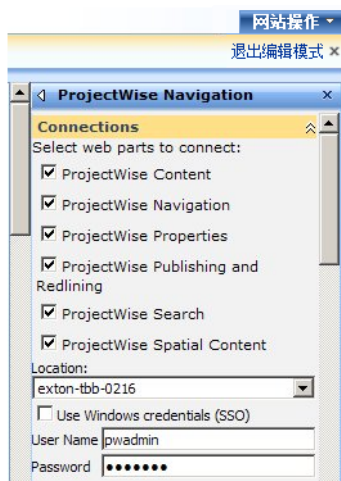 网站操作
退出编辑模式 ×
ProjectWise Navigation ×
Connections
Select web parts to connect:
ProjectWise Content
ProjectWise Navigation
ProjectWise Properties
ProjectWise Publishing and
Redlining
ProjectWise Search
ProjectWise Spatial Content
Location:
exton-tbb-0216
Use Windows credentials (SSO)
User Name pwadmin
Password •••••••